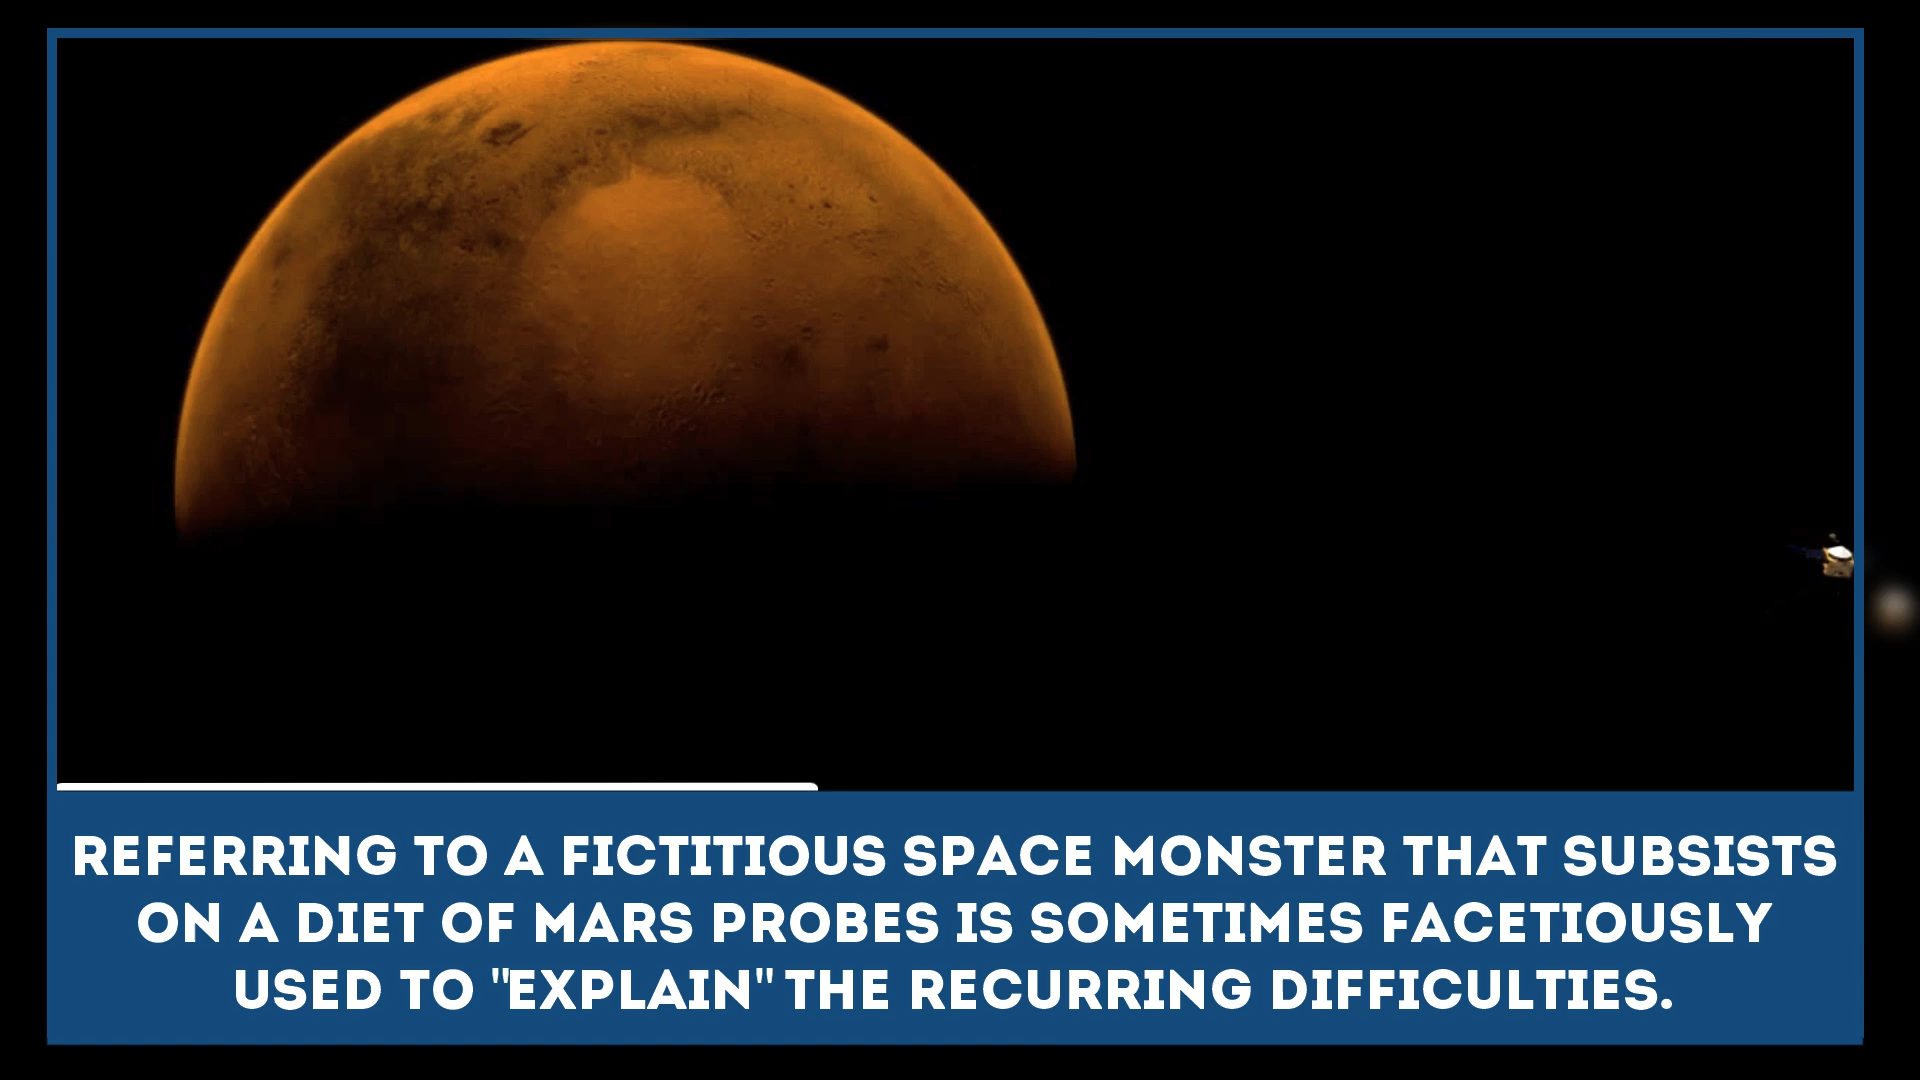 REFERRING TO A FICTITIOUS SPACE MONSTER THAT SUBSISTS
ON A DIET OF MARS PROBES IS SOMETIMES FACETIOUSLY
USED TO "EXPLAIN" THE RECURRING DIFFICULTIES.